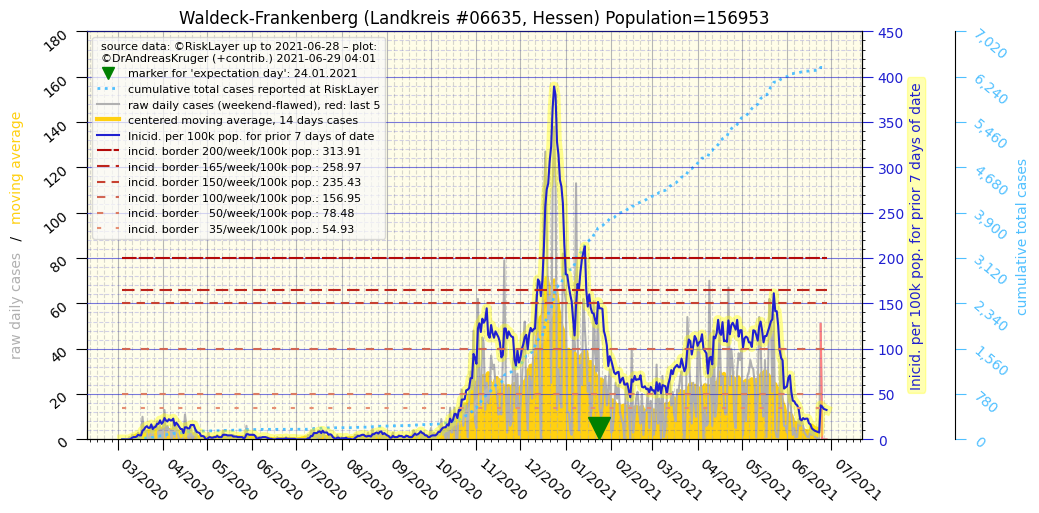 Waldeck-Frankenberg (Landkreis #06635, Hessen) Population=156953
source data: ©RiskLayer up to 2021-06-28 – plot:
©DrAndreasKruger (+contrib.) 2021-06-29 04:01
marker for 'expectation day': 24.01.2021
cumulative total cases reported at RiskLayer
raw daily cases (weekend-flawed), red: last 5
centered moving average, 14 days cases
Inicid. per 100k pop. for prior 7 days of date
incid. border 200/week/100k pop.: 313.91
incid. border 165/week/100k pop.: 258.97
incid. border 150/week/100k pop.: 235.43
incid. border 100/week/100k pop.: 156.95
incid. border   50/week/100k pop.: 78.48
incid. border   35/week/100k pop.: 54.93
raw daily cases / moving average
180
160
140
120
100
80
60
40
20
0
03/2020
04/2020
05/2020
06/2020
07/2020
08/2020
09/2020
10/2020
11/2020
12/2020
01/2021
02/2021
03/2021
04/2021
05/2021
06/2021
07/2021
450
400
350
300
250
200
150
100
50
0
Inicid. per 100k pop. for prior 7 days of date
7,020
6,240
5,460
4,680
3,900
3,120
2,340
1,560
780
0
cumulative total cases